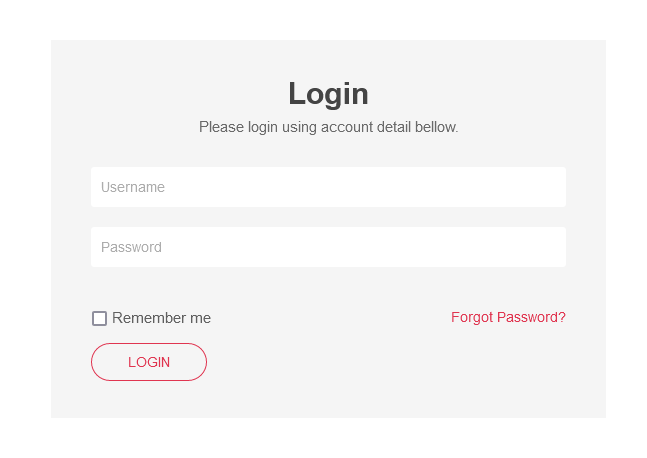 Login
Please login using account detail bellow.
Username
Password
Remember me
Forgot Password?
LOGIN